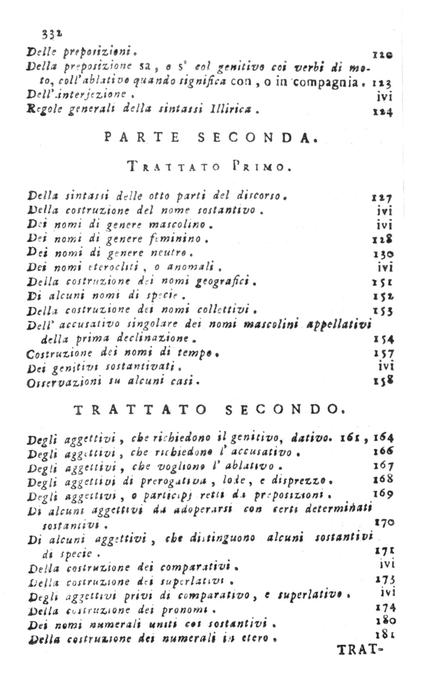 332
Delle preposizioni. 120
Della preposizione sa, o s' col genitivo coi verbi di mo-
to, coll'ablativo quando significa con, o in compagnia. 123
Dell'interjezione. ivi
Regole generali della sintassi Illirica. 124
PARTE SECONDA.
TRATTATO PRIMO.
Della sintassi delle otto parti del discorso. 127
Della costruzione del nome sostantivo. ivi
Dei nomi di genere mascolino. ivi
Dei nomi di genere feminino. 128
Dei nomi di genere neutro. 130
Dei nomi eterocliti, o anomali. ivi
Della costruzione dei nomi geografici. 151
Di alcuni nomi di specie. 152
Della costruzione dei nomi collettivi. 153
Dell' accusativo singolare dei nomi mascolini appellativi
della prima declinazione. 154
Costruzione dei nomi di tempo. 157
Dei genitivi sostantivati. ivi
Osservazioni su alcuni casi. 158
TRATTATO SECONDO.
Degli aggettivi, che richiedono il genitivo, dativo. 161, 164
Degli aggettivi, che richiedono l'accusativo. 166
Degli aggettivi, che vogliono l'ablativo. 167
Degli aggettivi di prerogativa, lode, e disprezzo. 168
Degli aggettivi, o participj retti da preposizioni. 169
Di alcuni aggettivi da adoperarsi con certi determinati
sostantivi. 170
Di alcuni aggettivi, che distinguono alcuni sostantivi
di specie. 171
Della costruzione dei comparativi. ivi
Della costruzione dei superlativi. 173
Degli aggettivi privi di comparativo, e superlativo. ivi
Della costruzione dei pronomi. 174
Dei nomi numerali uniti coi sostantivi. 180
Della costruzione dei numerali in etero. 181
TRAT-